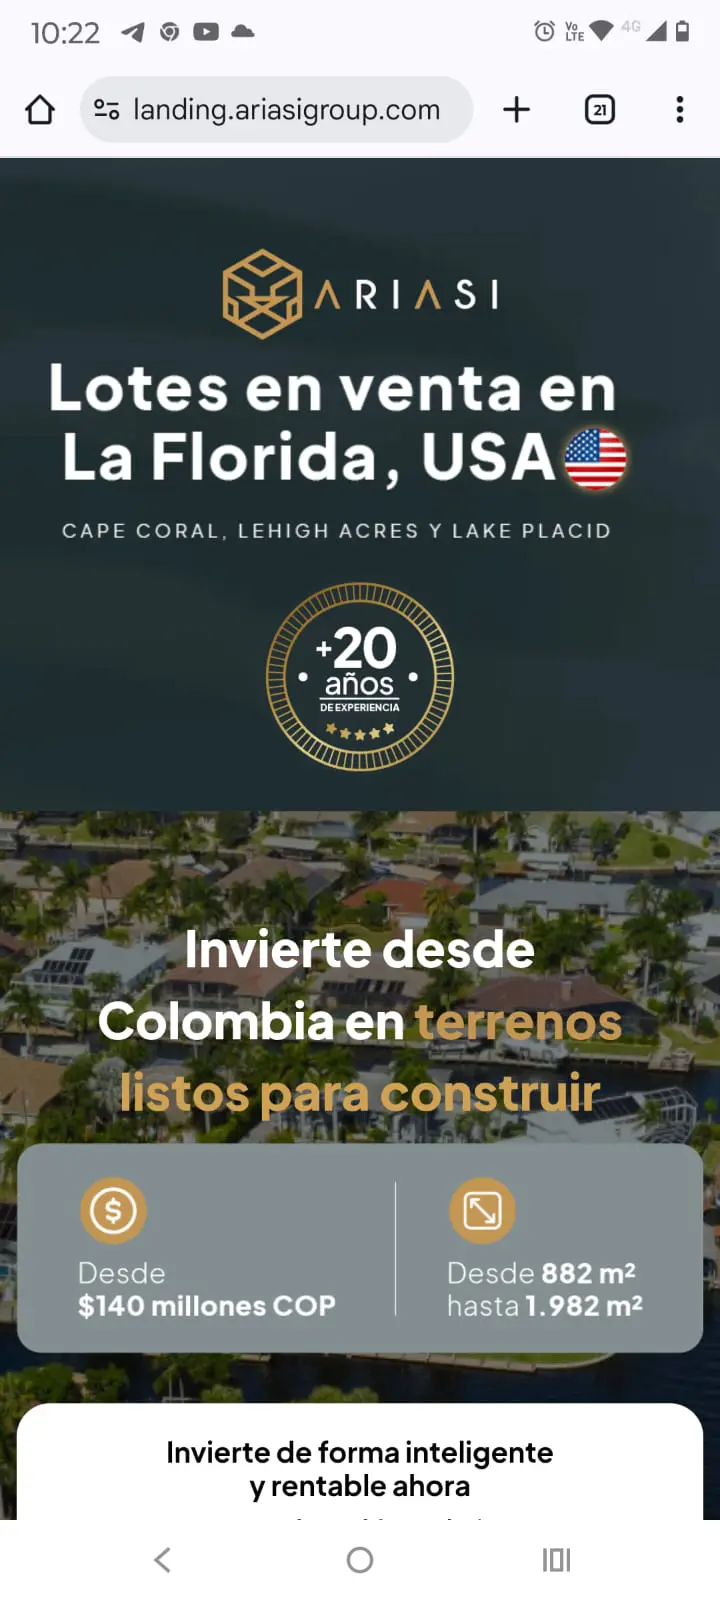 10:22
Vo
LTE
4G
landing.ariasigroup.com
21
ARIASI
Lotes en venta en
La Florida, USA
CAPE CORAL, LEHIGH ACRES Y LAKE PLACID
+20
años
DE EXPERIENCIA
Invierte desde
Colombia en terrenos
listos para construir
Desde
$140 millones COP
Desde 882 m²
hasta 1.982 m²
Invierte de forma inteligente
y rentable ahora